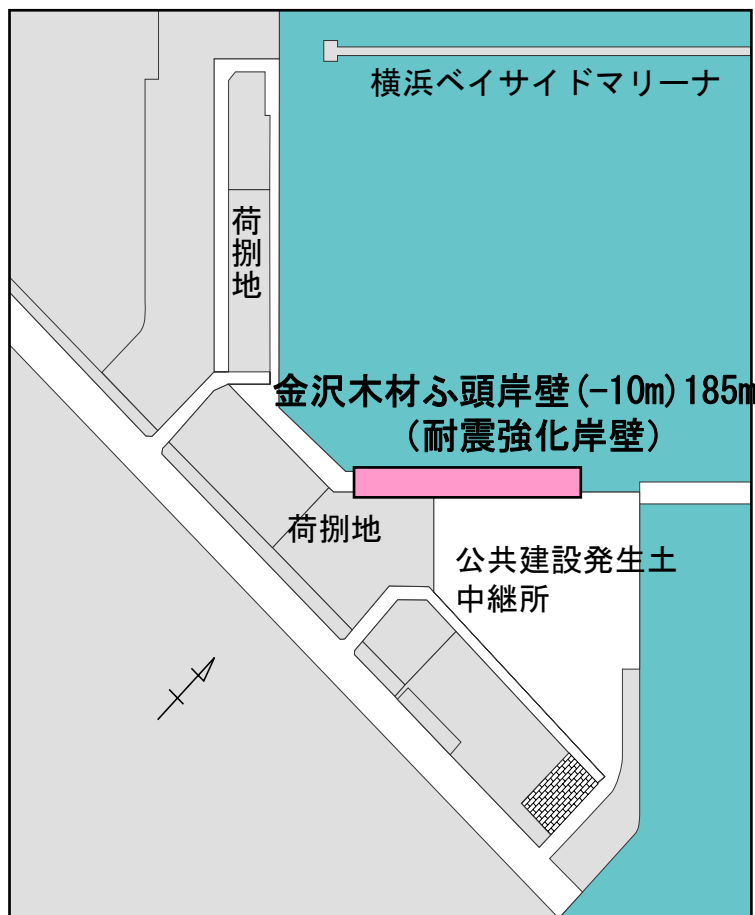 横浜ベイサイドマリーナ
荷捌地
金沢木材ふ頭岸壁(-10m)185m
(耐震強化岸壁)
荷捌地
公共建設発生土
中継所